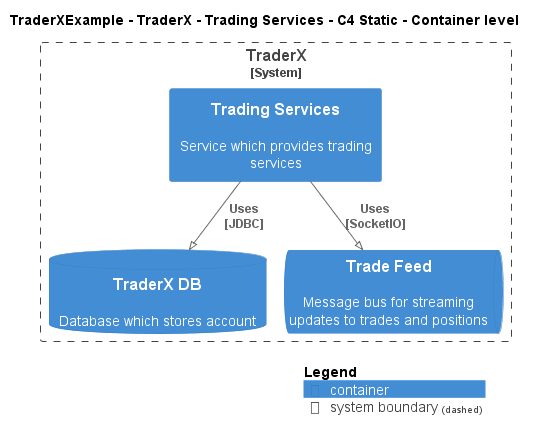 TraderXExample - TraderX - Trading Services - C4 Static - Container level
TraderX
[System]
Trading Services
Service which provides trading
services
Uses
[JDBC]
Uses
[SocketIO]
TraderX DB
Database which stores account
Trade Feed
Message bus for streaming
updates to trades and positions
Legend
container
system boundary (dashed)